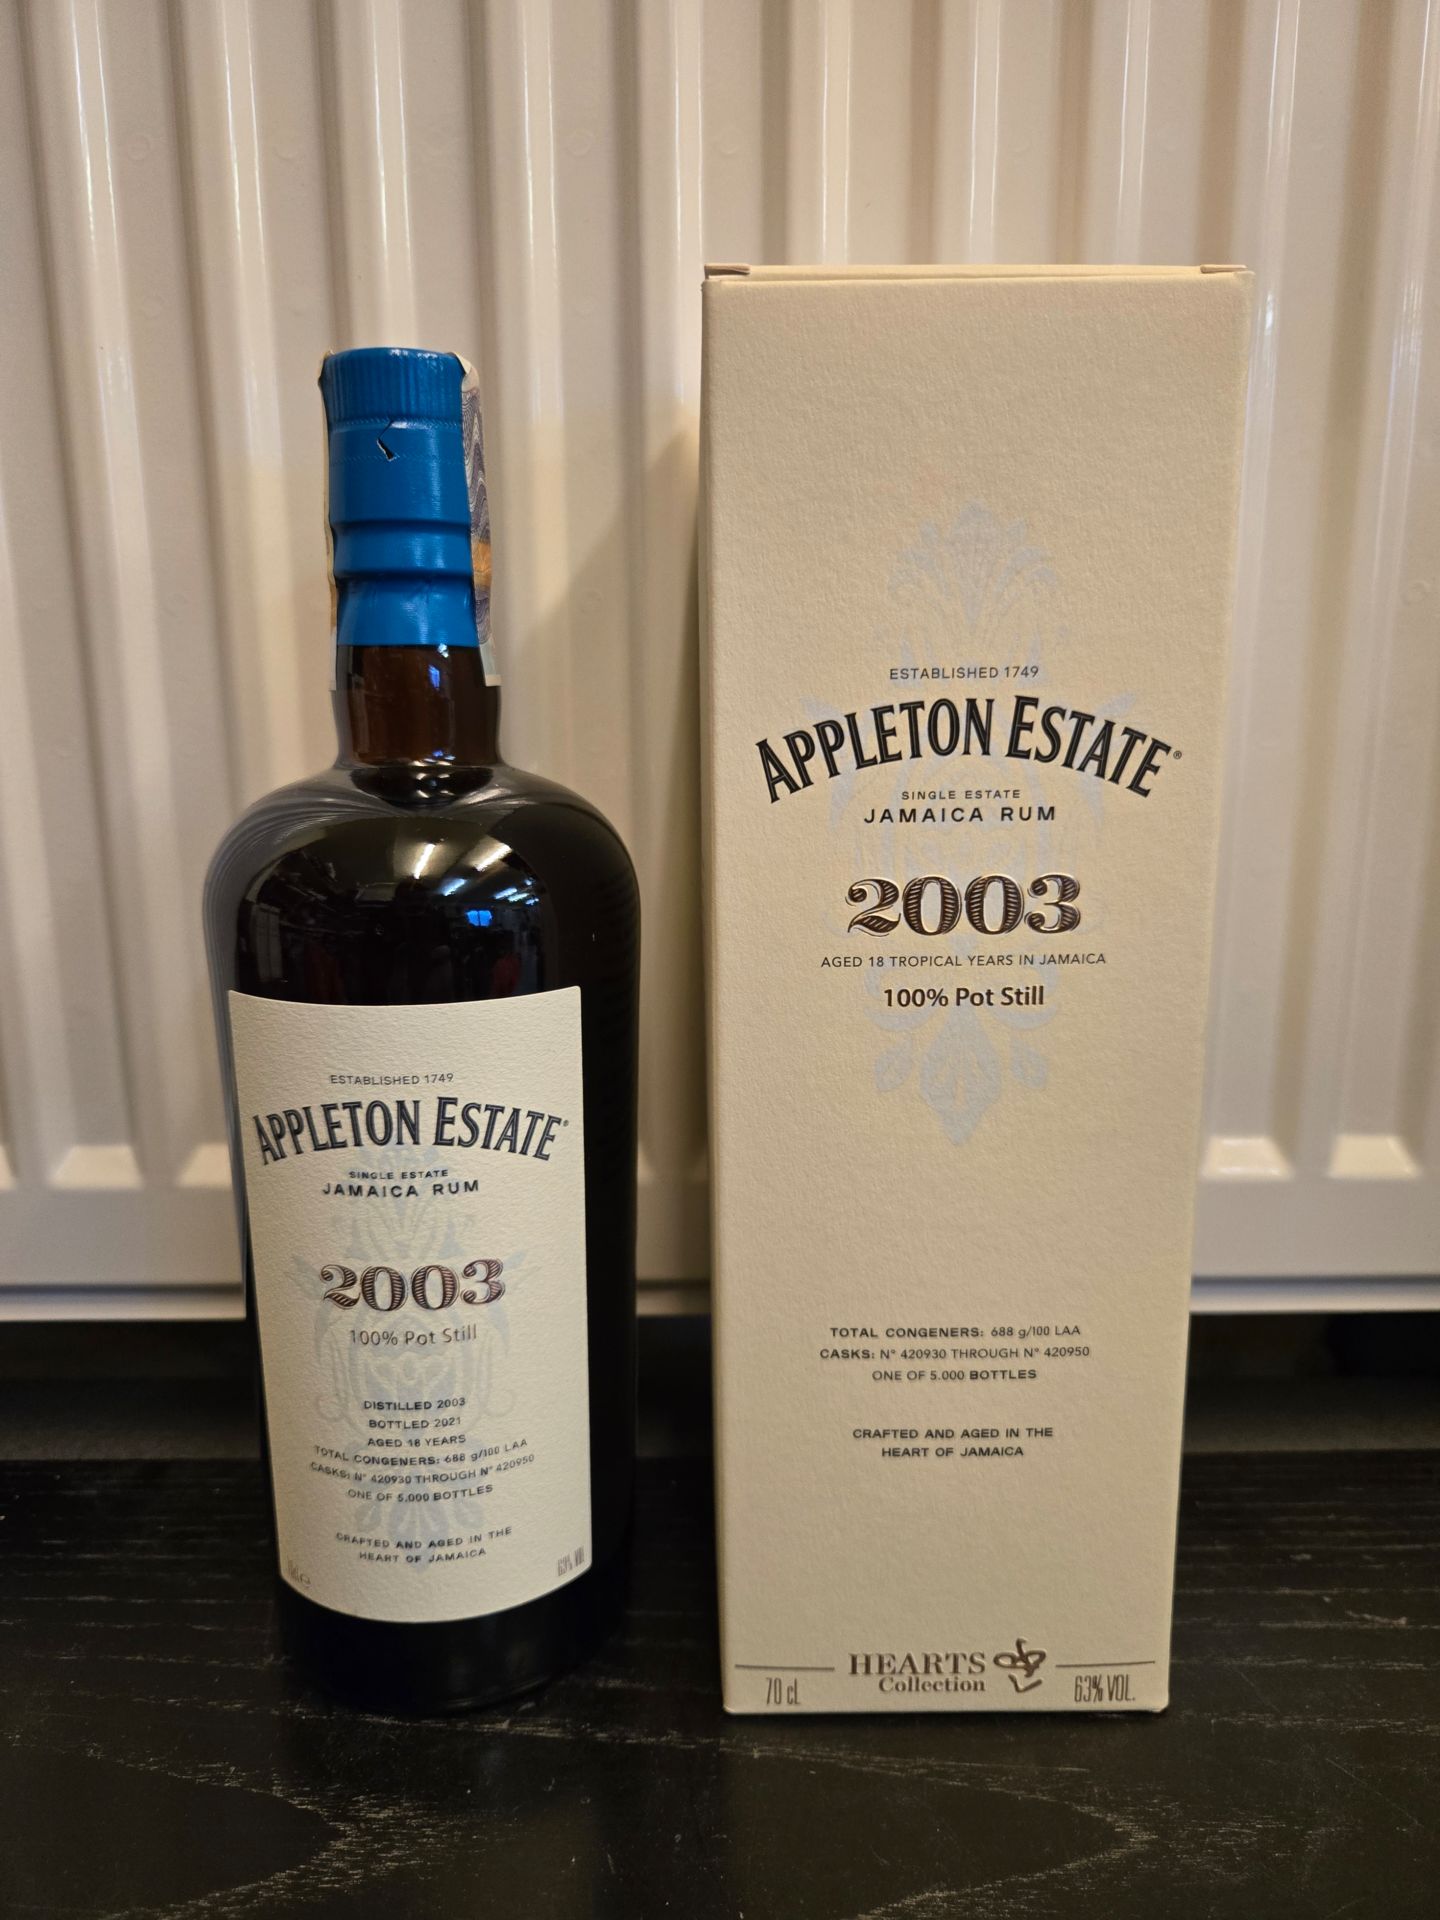 ESTABLISHED 1749
APPLETON ESTATE®
SINGLE ESTATE
JAMAICA RUM
2003
100% Pot Still
DISTILLED 2003
BOTTLED 2021
AGED 18 YEARS
TOTAL CONGENERS: 688 g/100 LAA
CASKS: N° 420930 THROUGH N° 420950
ONE OF 5.000 BOTTLES
CRAFTED AND AGED IN THE
HEART OF JAMAICA
63% VOL
ESTABLISHED 1749
APPLETON ESTATE®
SINGLE ESTATE
JAMAICA RUM
2003
AGED 18 TROPICAL YEARS IN JAMAICA
100% Pot Still
TOTAL CONGENERS: 688 g/100 LAA
CASKS: N° 420930 THROUGH N° 420950
ONE OF 5.000 BOTTLES
CRAFTED AND AGED IN THE
HEART OF JAMAICA
HEARTS
Collection
70 cL
63% VOL.